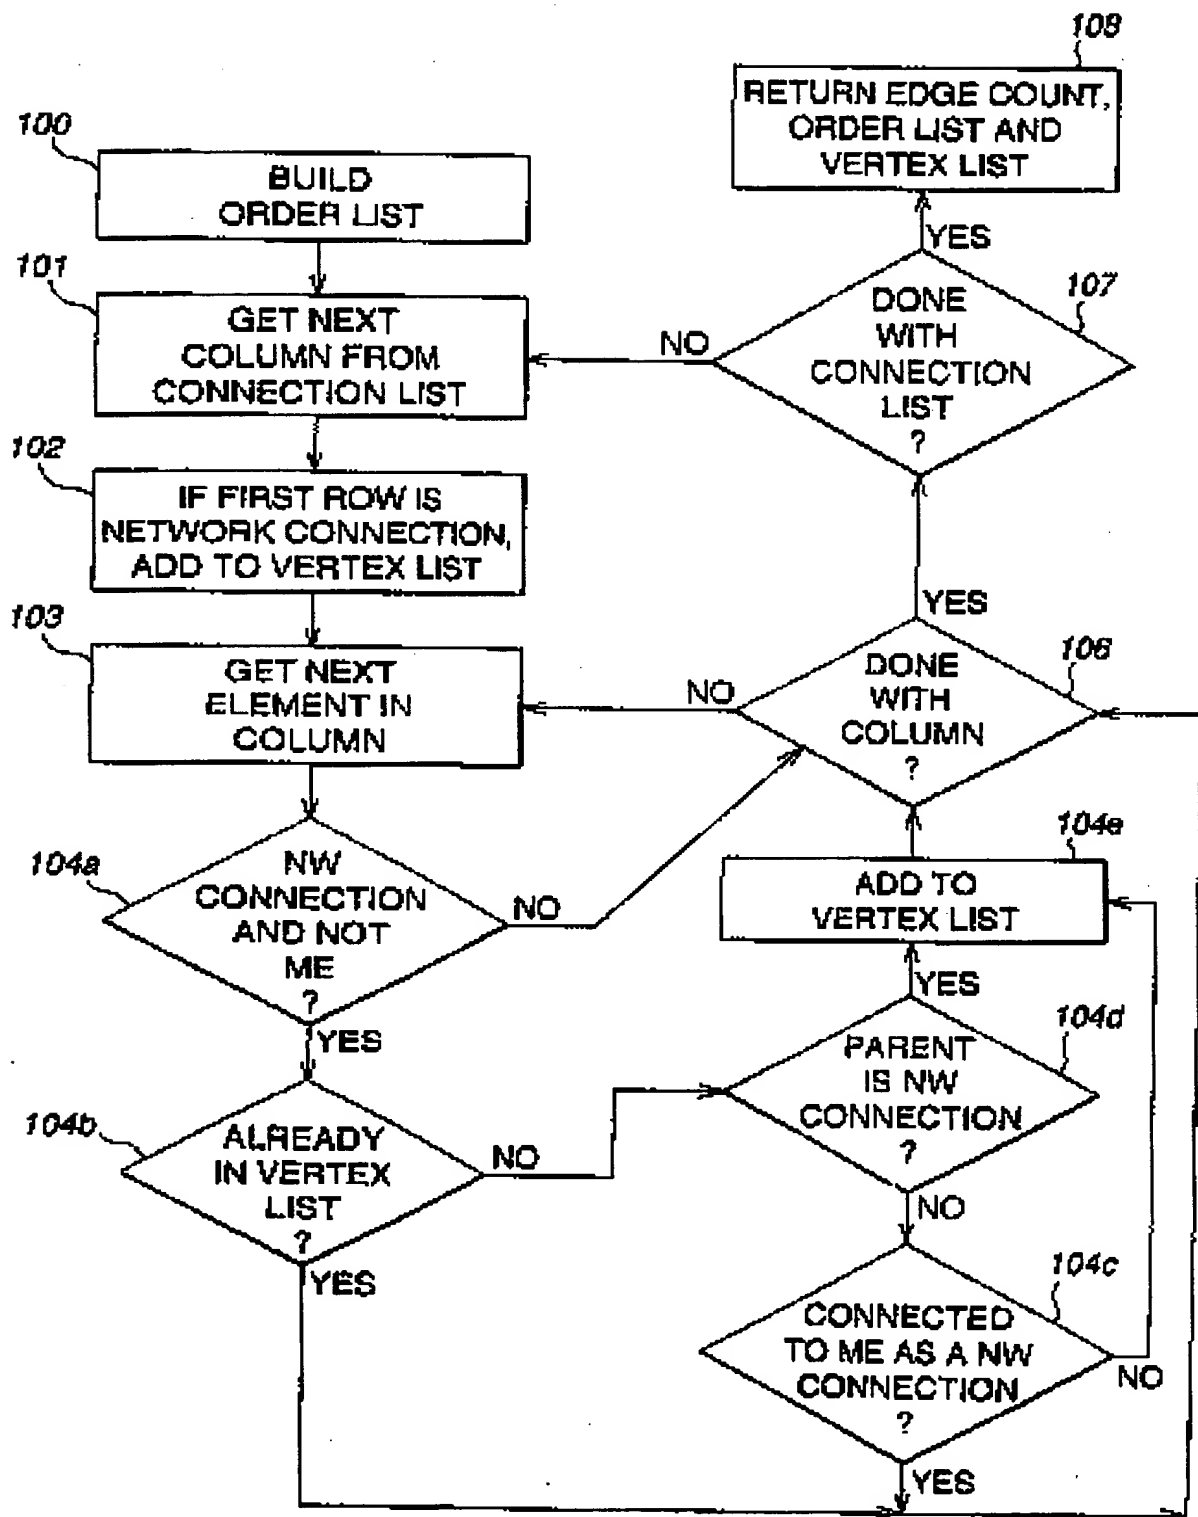 108
RETURN EDGE COUNT,
ORDER LIST AND
VERTEX LIST
100
BUILD
ORDER LIST
YES
101
GET NEXT
COLUMN FROM
CONNECTION LIST
NO
107
DONE
WITH
CONNECTION
LIST
?
102
IF FIRST ROW IS
NETWORK CONNECTION,
ADD TO VERTEX LIST
YES
103
GET NEXT
ELEMENT IN
COLUMN
NO
106
DONE
WITH
COLUMN
?
104a
NW
CONNECTION
AND NOT
ME
?
NO
YES
104e
ADD TO
VERTEX LIST
YES
104d
PARENT
IS NW
CONNECTION
?
NO
104b
ALREADY
IN VERTEX
LIST
?
NO
YES
104c
CONNECTED
TO ME AS A NW
CONNECTION
?
NO
YES